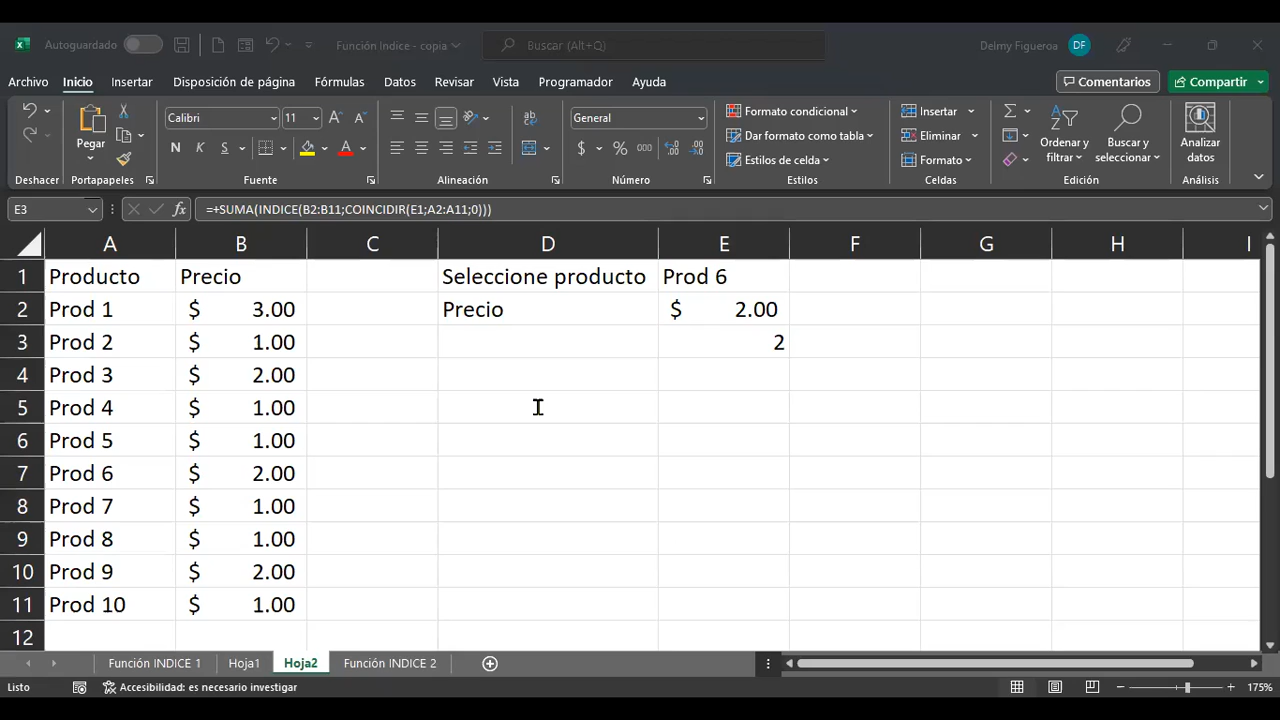 Autoguardado
Función Indice - copia
Buscar (Alt+Q)
Delmy Figueroa
DF
Archivo
Inicio
Insertar
Disposición de página
Fórmulas
Datos
Revisar
Vista
Programador
Ayuda
Comentarios
Compartir
Pegar
Calibri
11
A
A
N
K
S
A
ab
General
$
%
000
Formato condicional
Dar formato como tabla
Estilos de celda
Insertar
Eliminar
Formato
Ordenar y
filtrar
Buscar y
seleccionar
Analizar
datos
Deshacer
Portapapeles
Fuente
Alineación
Número
Estilos
Celdas
Edición
Análisis
E3
fx
=+SUMA(INDICE(B2:B11;COINCIDIR(E1;A2:A11;0)))
A B C D E F G H I
1 Producto Precio Seleccione producto Prod 6
2 Prod 1 $ 3.00 Precio $ 2.00
3 Prod 2 $ 1.00 2
4 Prod 3 $ 2.00
5 Prod 4 $ 1.00
6 Prod 5 $ 1.00
7 Prod 6 $ 2.00
8 Prod 7 $ 1.00
9 Prod 8 $ 1.00
10 Prod 9 $ 2.00
11 Prod 10 $ 1.00
12
Función INDICE 1
Hoja1
Hoja2
Función INDICE 2
Listo
Accesibilidad: es necesario investigar
175%